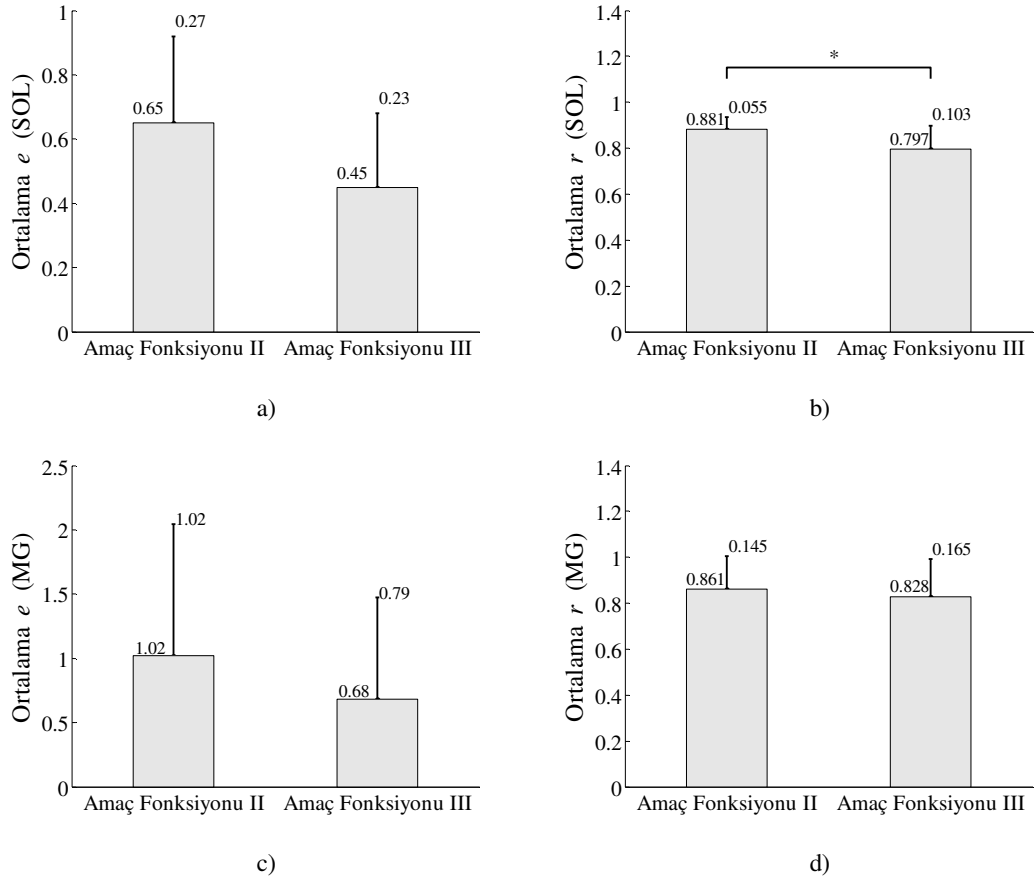 Ortalama e (SOL)
1
0.8
0.6
0.4
0.2
0
0.27
0.65
0.23
0.45
Amaç Fonksiyonu II
Amaç Fonksiyonu III
a)
Ortalama r (SOL)
1.4
1.2
1
0.8
0.6
0.4
0.2
0
*
0.881
0.055
0.103
0.797
Amaç Fonksiyonu II
Amaç Fonksiyonu III
b)
Ortalama e (MG)
2.5
2
1.5
1
0.5
0
1.02
1.02
0.79
0.68
Amaç Fonksiyonu II
Amaç Fonksiyonu III
c)
Ortalama r (MG)
1.4
1.2
1
0.8
0.6
0.4
0.2
0
0.145
0.861
0.165
0.828
Amaç Fonksiyonu II
Amaç Fonksiyonu III
d)